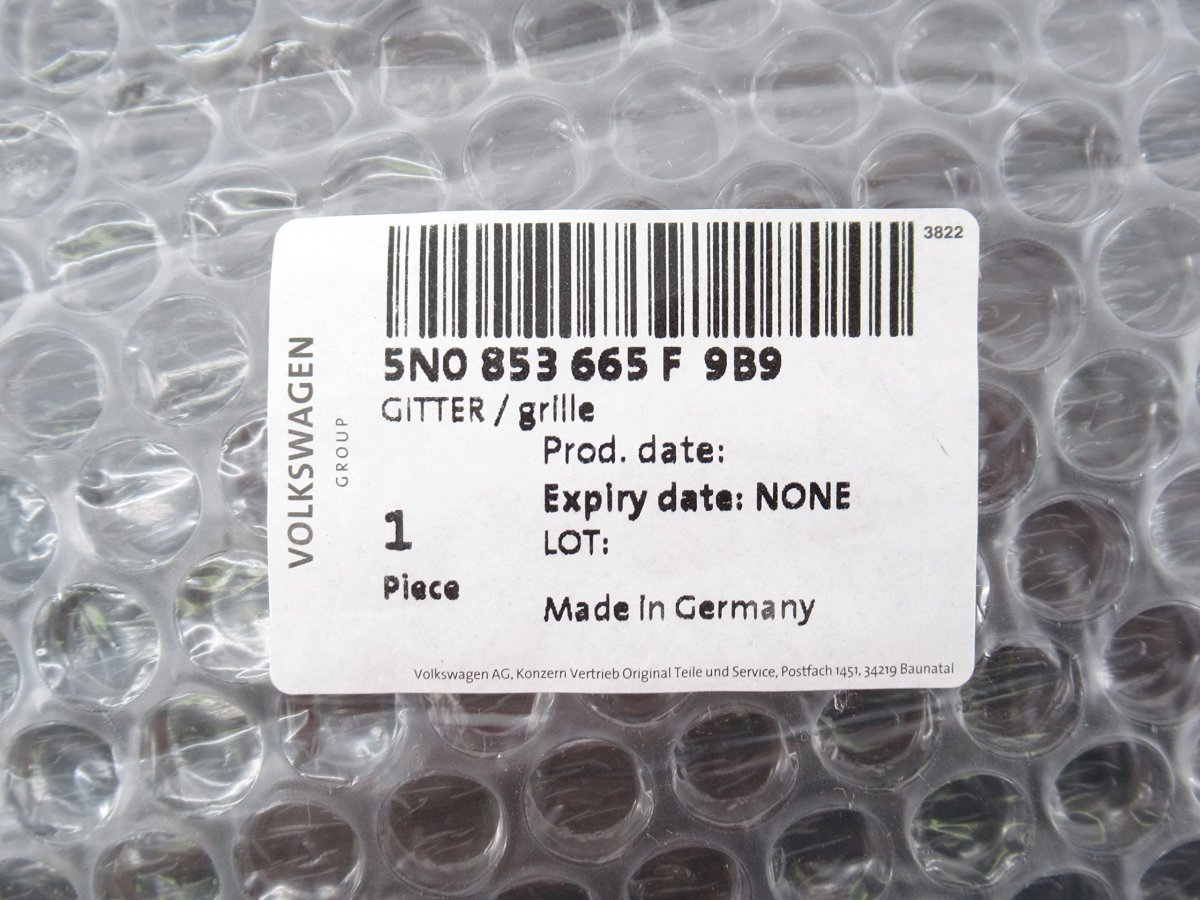 3822
5N0 853 665 F 9B9
GITTER / grille
Prod. date:
Expiry date: NONE
1
LOT:
Piece
Made in Germany
VOLKSWAGEN
GROUP
Volkswagen AG, Konzern Vertrieb Original Teile und Service, Postfach 1451, 34219 Baunatal